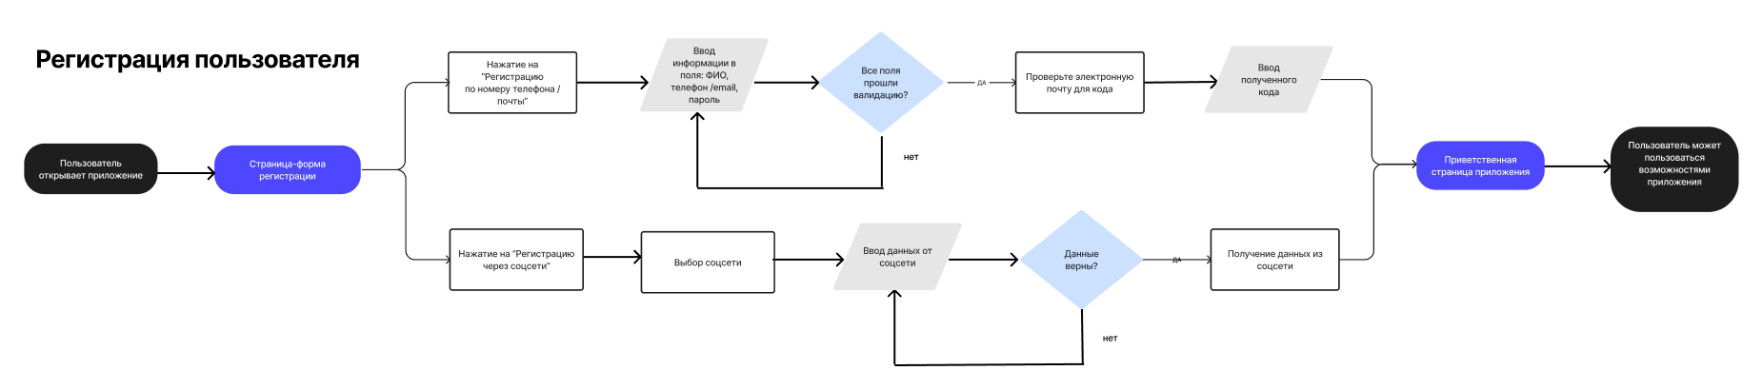 Регистрация пользователя
Пользователь
открывает приложение
Страница-форма
регистрации
Нажатие на
"Регистрацию
по номеру телефона /
почты"
Ввод
информации в
поля: ФИО,
телефон /email,
пароль
Все поля
прошли
валидацию?
ДА
нет
Проверьте электронную
почту для кода
Ввод
полученного
кода
Нажатие на "Регистрацию
через соцсети"
Выбор соцсети
Ввод данных от
соцсети
Данные
верны?
ДА
нет
Получение данных из
соцсети
Приветственная
страница приложения
Пользователь может
пользоваться
возможностями
приложения